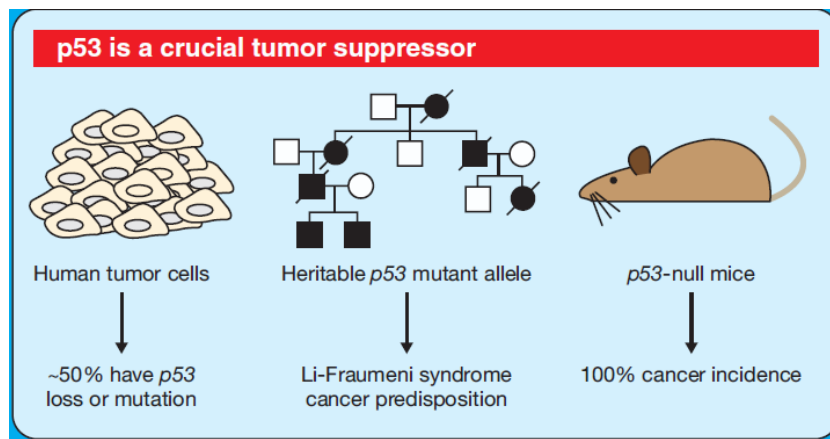 p53 is a crucial tumor suppressor
Human tumor cells
Heritable p53 mutant allele
p53-null mice
~50% have p53
loss or mutation
Li-Fraumeni syndrome
cancer predisposition
100% cancer incidence